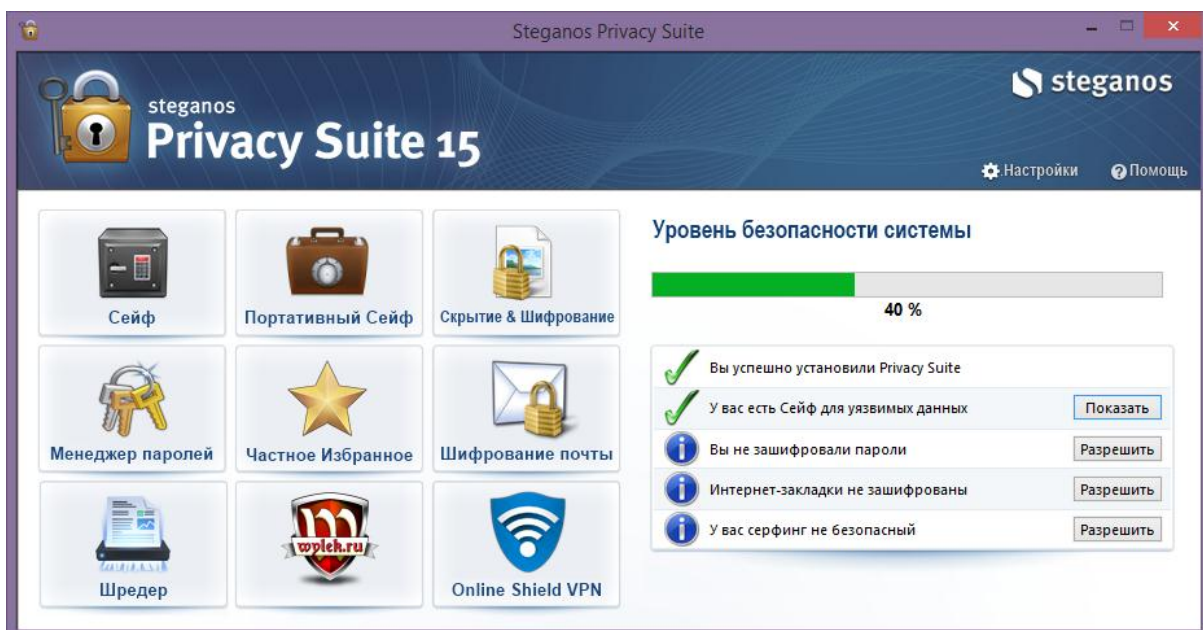 Steganos Privacy Suite
steganos
Privacy Suite 15
steganos
Настройки
Помощь
Сейф
Портативный Сейф
Скрытие & Шифрование
Менеджер паролей
Частное Избранное
Шифрование почты
Шредер
wplek.ru
Online Shield VPN
Уровень безопасности системы
40 %
Вы успешно установили Privacy Suite
У вас есть Сейф для уязвимых данных
Показать
Вы не зашифровали пароли
Разрешить
Интернет-закладки не зашифрованы
Разрешить
У вас серфинг не безопасный
Разрешить